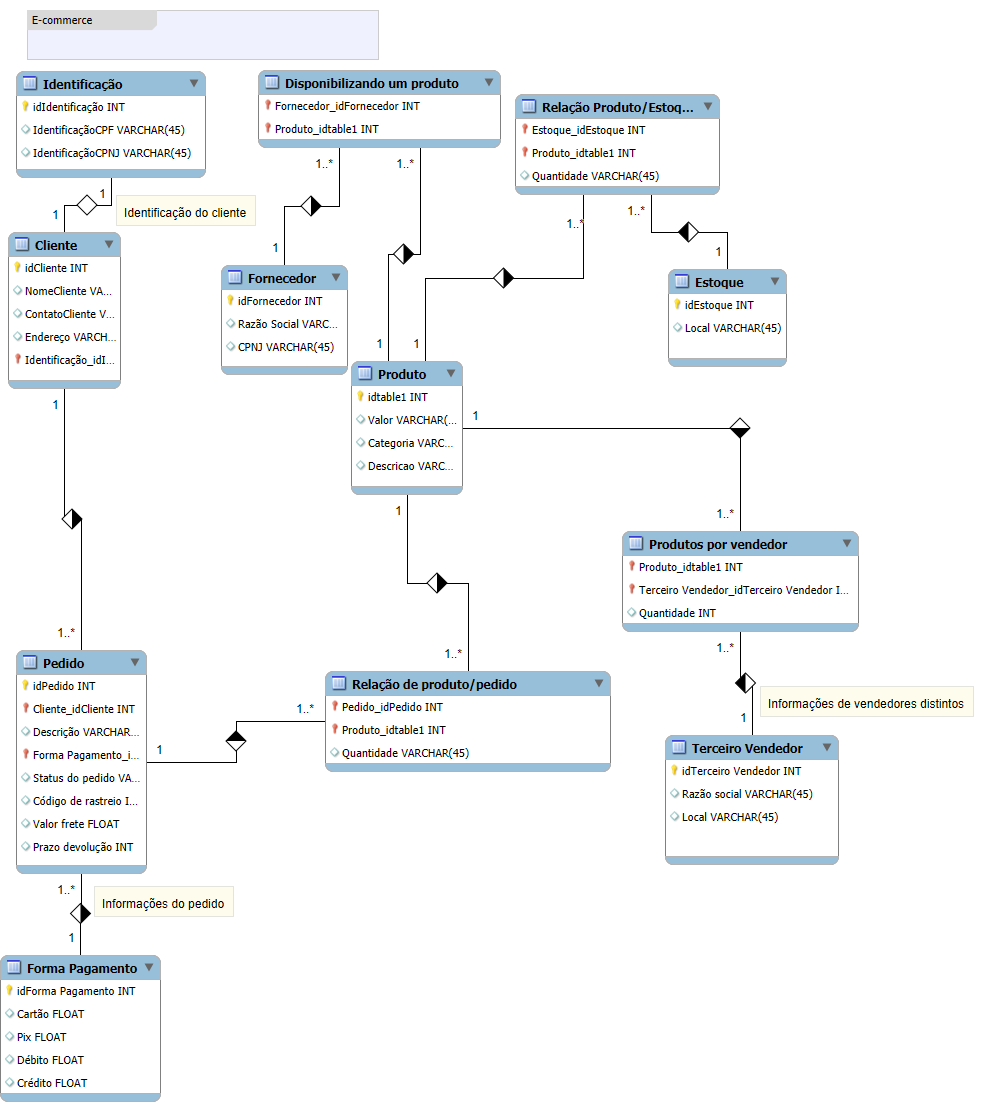 E-commerce
Identificação
idIdentificação INT
IdentificaçãoCPF VARCHAR(45)
IdentificaçãoCPNJ VARCHAR(45)
1
1
Identificação do cliente
Cliente
idCliente INT
NomeCliente VA...
ContatoCliente V...
Endereço VARCH...
Identificação_idI...
1
1..*
Disponibilizando um produto
Fornecedor_idFornecedor INT
Produto_idtable1 INT
1..*
1..*
1
1
Fornecedor
idFornecedor INT
Razão Social VARC...
CPNJ VARCHAR(45)
Relação Produto/Estoq...
Estoque_idEstoque INT
Produto_idtable1 INT
Quantidade VARCHAR(45)
1..*
1..*
1
1
Estoque
idEstoque INT
Local VARCHAR(45)
Produto
idtable1 INT
Valor VARCHAR(...
Categoria VARC...
Descricao VARC...
1
1..*
1
1..*
Produtos por vendedor
Produto_idtable1 INT
Terceiro Vendedor_idTerceiro Vendedor I...
Quantidade INT
1..*
1
Informações de vendedores distintos
Terceiro Vendedor
idTerceiro Vendedor INT
Razão social VARCHAR(45)
Local VARCHAR(45)
Pedido
idPedido INT
Cliente_idCliente INT
Descrição VARCHAR...
Forma Pagamento_i...
Status do pedido VA...
Código de rastreio I...
Valor frete FLOAT
Prazo devolução INT
1
1..*
Relação de produto/pedido
Pedido_idPedido INT
Produto_idtable1 INT
Quantidade VARCHAR(45)
1..*
1
Informações do pedido
Forma Pagamento
idForma Pagamento INT
Cartão FLOAT
Pix FLOAT
Débito FLOAT
Crédito FLOAT